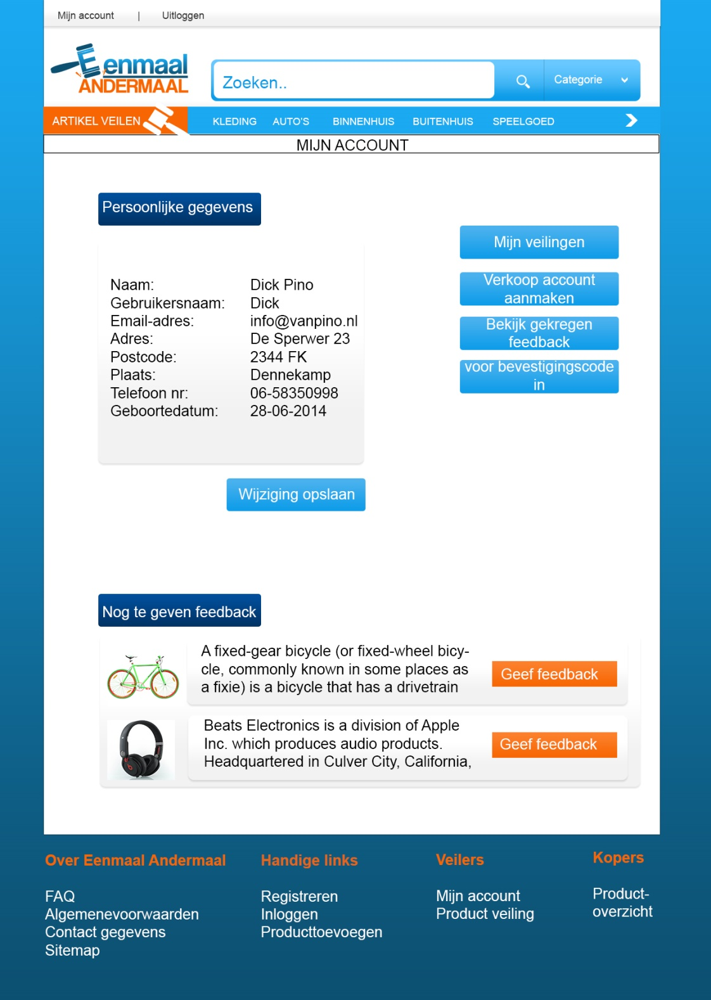 Mijn account | Uitloggen
Eenmaal
ANDERMAAL
Zoeken..
Categorie
ARTIKEL VEILEN
KLEDING AUTO'S BINNENHUIS BUITENHUIS SPEELGOED
MIJN ACCOUNT
Persoonlijke gegevens
Naam: Dick Pino
Gebruikersnaam: Dick
Email-adres: info@vanpino.nl
Adres: De Sperwer 23
Postcode: 2344 FK
Plaats: Dennekamp
Telefoon nr: 06-58350998
Geboortedatum: 28-06-2014
Wijziging opslaan
Mijn veilingen
Verkoop account
aanmaken
Bekijk gekregen
feedback
voor bevestigingscode
in
Nog te geven feedback
A fixed-gear bicycle (or fixed-wheel bicy-
cle, commonly known in some places as
a fixie) is a bicycle that has a drivetrain
Geef feedback
Beats Electronics is a division of Apple
Inc. which produces audio products.
Headquartered in Culver City, California,
Geef feedback
Over Eenmaal Andermaal
FAQ
Algemenevoorwaarden
Contact gegevens
Sitemap
Handige links
Registreren
Inloggen
Producttoevoegen
Veilers
Mijn account
Product veiling
Kopers
Product-
overzicht